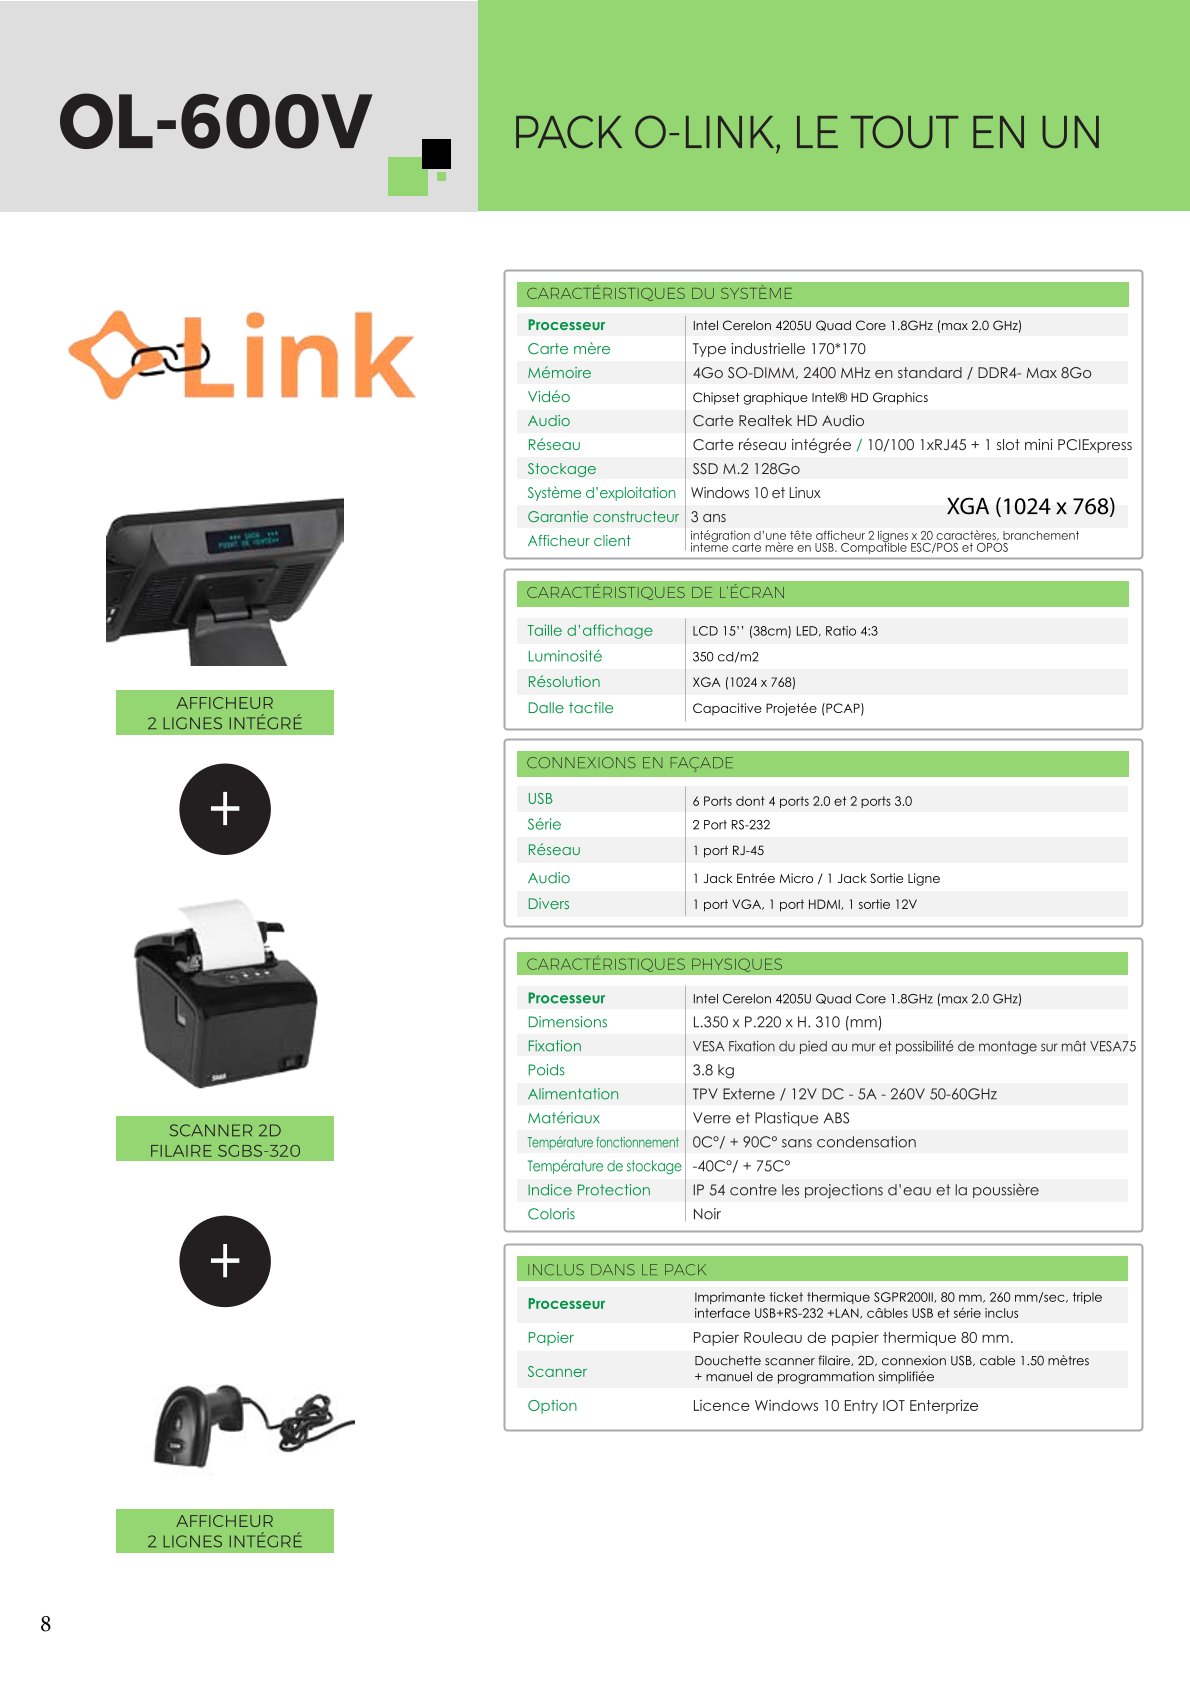 OL-600V
PACK O-LINK, LE TOUT EN UN
Link
*** SAGA ***
POINT DE VENTE
AFFICHEUR
2 LIGNES INTÉGRÉ
+
SCANNER 2D
FILAIRE SGBS-320
+
AFFICHEUR
2 LIGNES INTÉGRÉ
CARACTÉRISTIQUES DU SYSTÈME
Processeur Intel Cerelon 4205U Quad Core 1.8GHz (max 2.0 GHz)
Carte mère Type industrielle 170*170
Mémoire 4Go SO-DIMM, 2400 MHz en standard / DDR4- Max 8Go
Vidéo Chipset graphique Intel® HD Graphics
Audio Carte Realtek HD Audio
Réseau Carte réseau intégrée / 10/100 1xRJ45 + 1 slot mini PCIExpress
Stockage SSD M.2 128Go
Système d'exploitation Windows 10 et Linux
XGA (1024 x 768)
Garantie constructeur 3 ans
Afficheur client intégration d'une tête afficheur 2 lignes x 20 caractères, branchement
interne carte mère en USB. Compatible ESC/POS et OPOS
CARACTÉRISTIQUES DE L'ÉCRAN
Taille d'affichage LCD 15'' (38cm) LED, Ratio 4:3
Luminosité 350 cd/m2
Résolution XGA (1024 x 768)
Dalle tactile Capacitive Projetée (PCAP)
CONNEXIONS EN FAÇADE
USB 6 Ports dont 4 ports 2.0 et 2 ports 3.0
Série 2 Port RS-232
Réseau 1 port RJ-45
Audio 1 Jack Entrée Micro / 1 Jack Sortie Ligne
Divers 1 port VGA, 1 port HDMI, 1 sortie 12V
CARACTÉRISTIQUES PHYSIQUES
Processeur Intel Cerelon 4205U Quad Core 1.8GHz (max 2.0 GHz)
Dimensions L.350 x P.220 x H. 310 (mm)
Fixation VESA Fixation du pied au mur et possibilité de montage sur mât VESA75
Poids 3.8 kg
Alimentation TPV Externe / 12V DC - 5A - 260V 50-60GHz
Matériaux Verre et Plastique ABS
Température fonctionnement 0C°/ + 90C° sans condensation
Température de stockage -40C°/ + 75C°
Indice Protection IP 54 contre les projections d'eau et la poussière
Coloris Noir
INCLUS DANS LE PACK
Processeur Imprimante ticket thermique SGPR200II, 80 mm, 260 mm/sec, triple
interface USB+RS-232 +LAN, câbles USB et série inclus
Papier Papier Rouleau de papier thermique 80 mm.
Scanner Douchette scanner filaire, 2D, connexion USB, cable 1.50 mètres
+ manuel de programmation simplifiée
Option Licence Windows 10 Entry IOT Enterprize
8